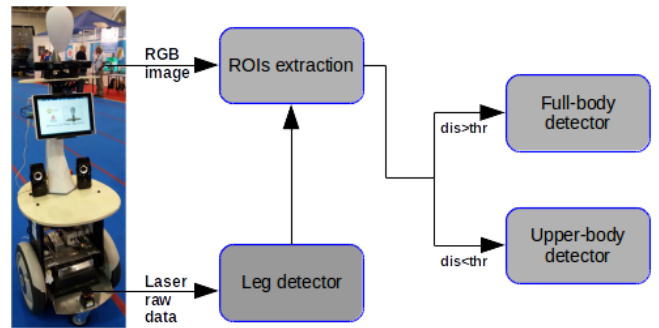 RGB
image
ROIs extraction
Full-body
detector
dis>thr
Upper-body
detector
dis<thr
Laser
raw
data
Leg detector